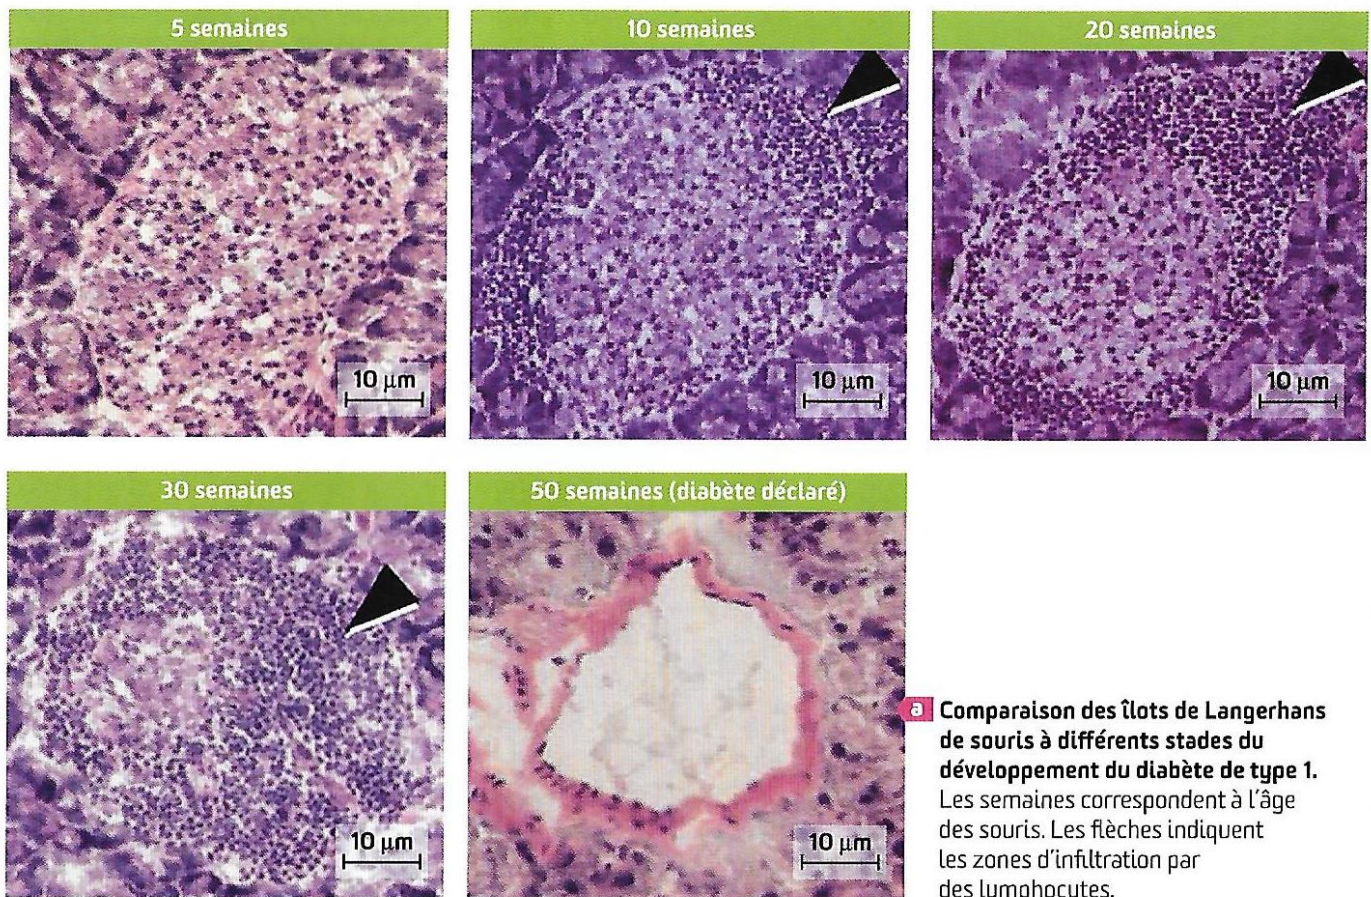 5 semaines
10 semaines
20 semaines
10 µm
10 µm
10 µm
30 semaines
50 semaines (diabète déclaré)
10 µm
10 µm
a Comparaison des îlots de Langerhans
de souris à différents stades du
développement du diabète de type 1.
Les semaines correspondent à l'âge
des souris. Les flèches indiquent
les zones d'infiltration par
des lymphocytes.